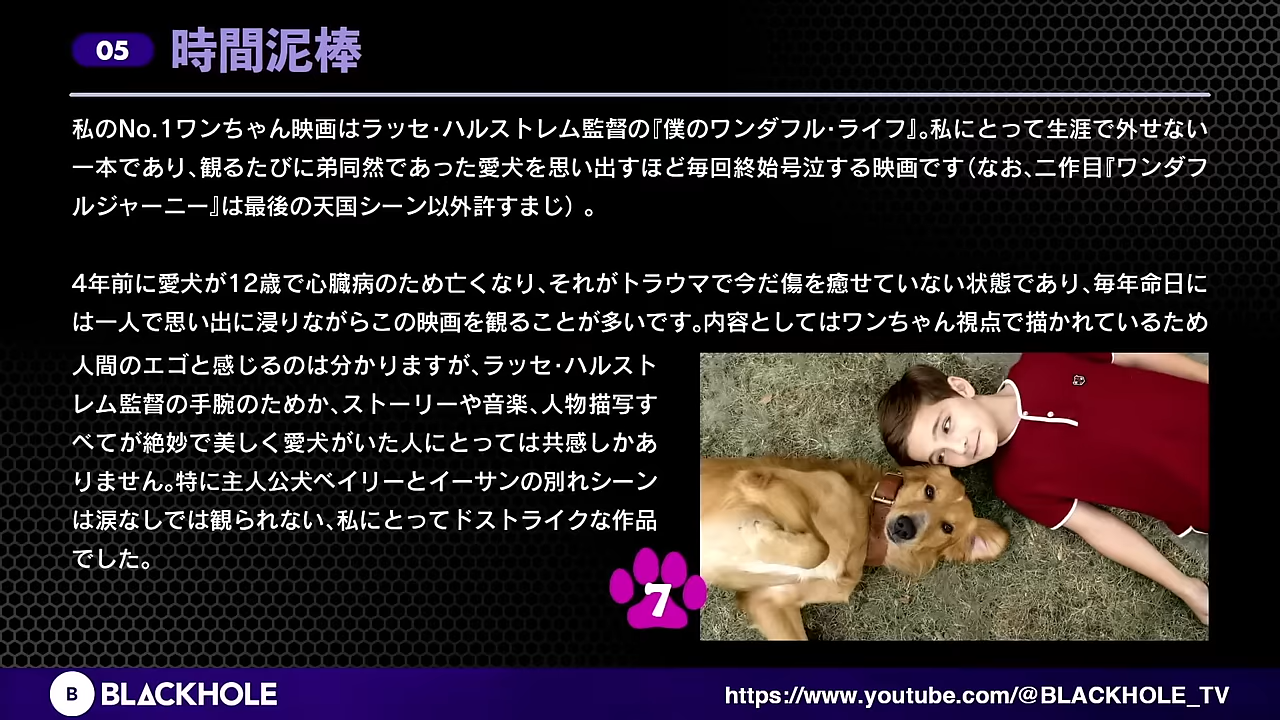 05 時間泥棒
私のNo.1ワンちゃん映画はラッセ・ハルストレム監督の『僕のワンダフル・ライフ』。私にとって生涯で外せない
一本であり、観るたびに弟同然であった愛犬を思い出すほど毎回終始号泣する映画です（なお、二作目『ワンダフ
ルジャーニー』は最後の天国シーン以外許すまじ）。
4年前に愛犬が12歳で心臓病のため亡くなり、それがトラウマで今だ傷を癒せていない状態であり、毎年命日に
は一人で思い出に浸りながらこの映画を観ることが多いです。内容としてはワンちゃん視点で描かれているため
人間のエゴと感じるのは分かりますが、ラッセ・ハルスト
レム監督の手腕のためか、ストーリーや音楽、人物描写す
べてが絶妙で美しく愛犬がいた人にとっては共感しかあ
りません。特に主人公犬ベイリーとイーサンの別れシーン
は涙なしでは観られない、私にとってドストライクな作品
でした。
7
B BLACKHOLE
https://www.youtube.com/@BLACKHOLE_TV